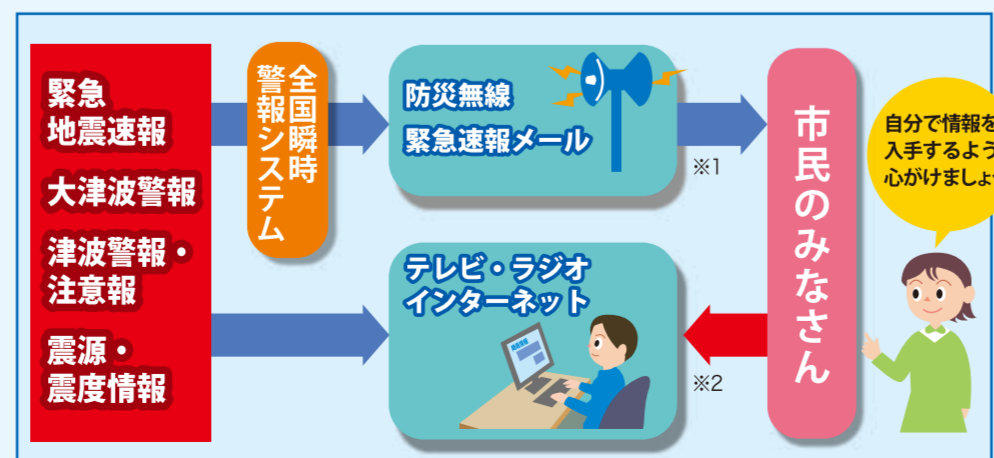 緊急
地震速報
大津波警報
津波警報・
注意報
震源・
震度情報
全国瞬時
警報システム
防災無線
緊急速報メール
※1
テレビ・ラジオ
インターネット
※2
市民のみなさん
自分で情報を
入手するよう
心がけましょ